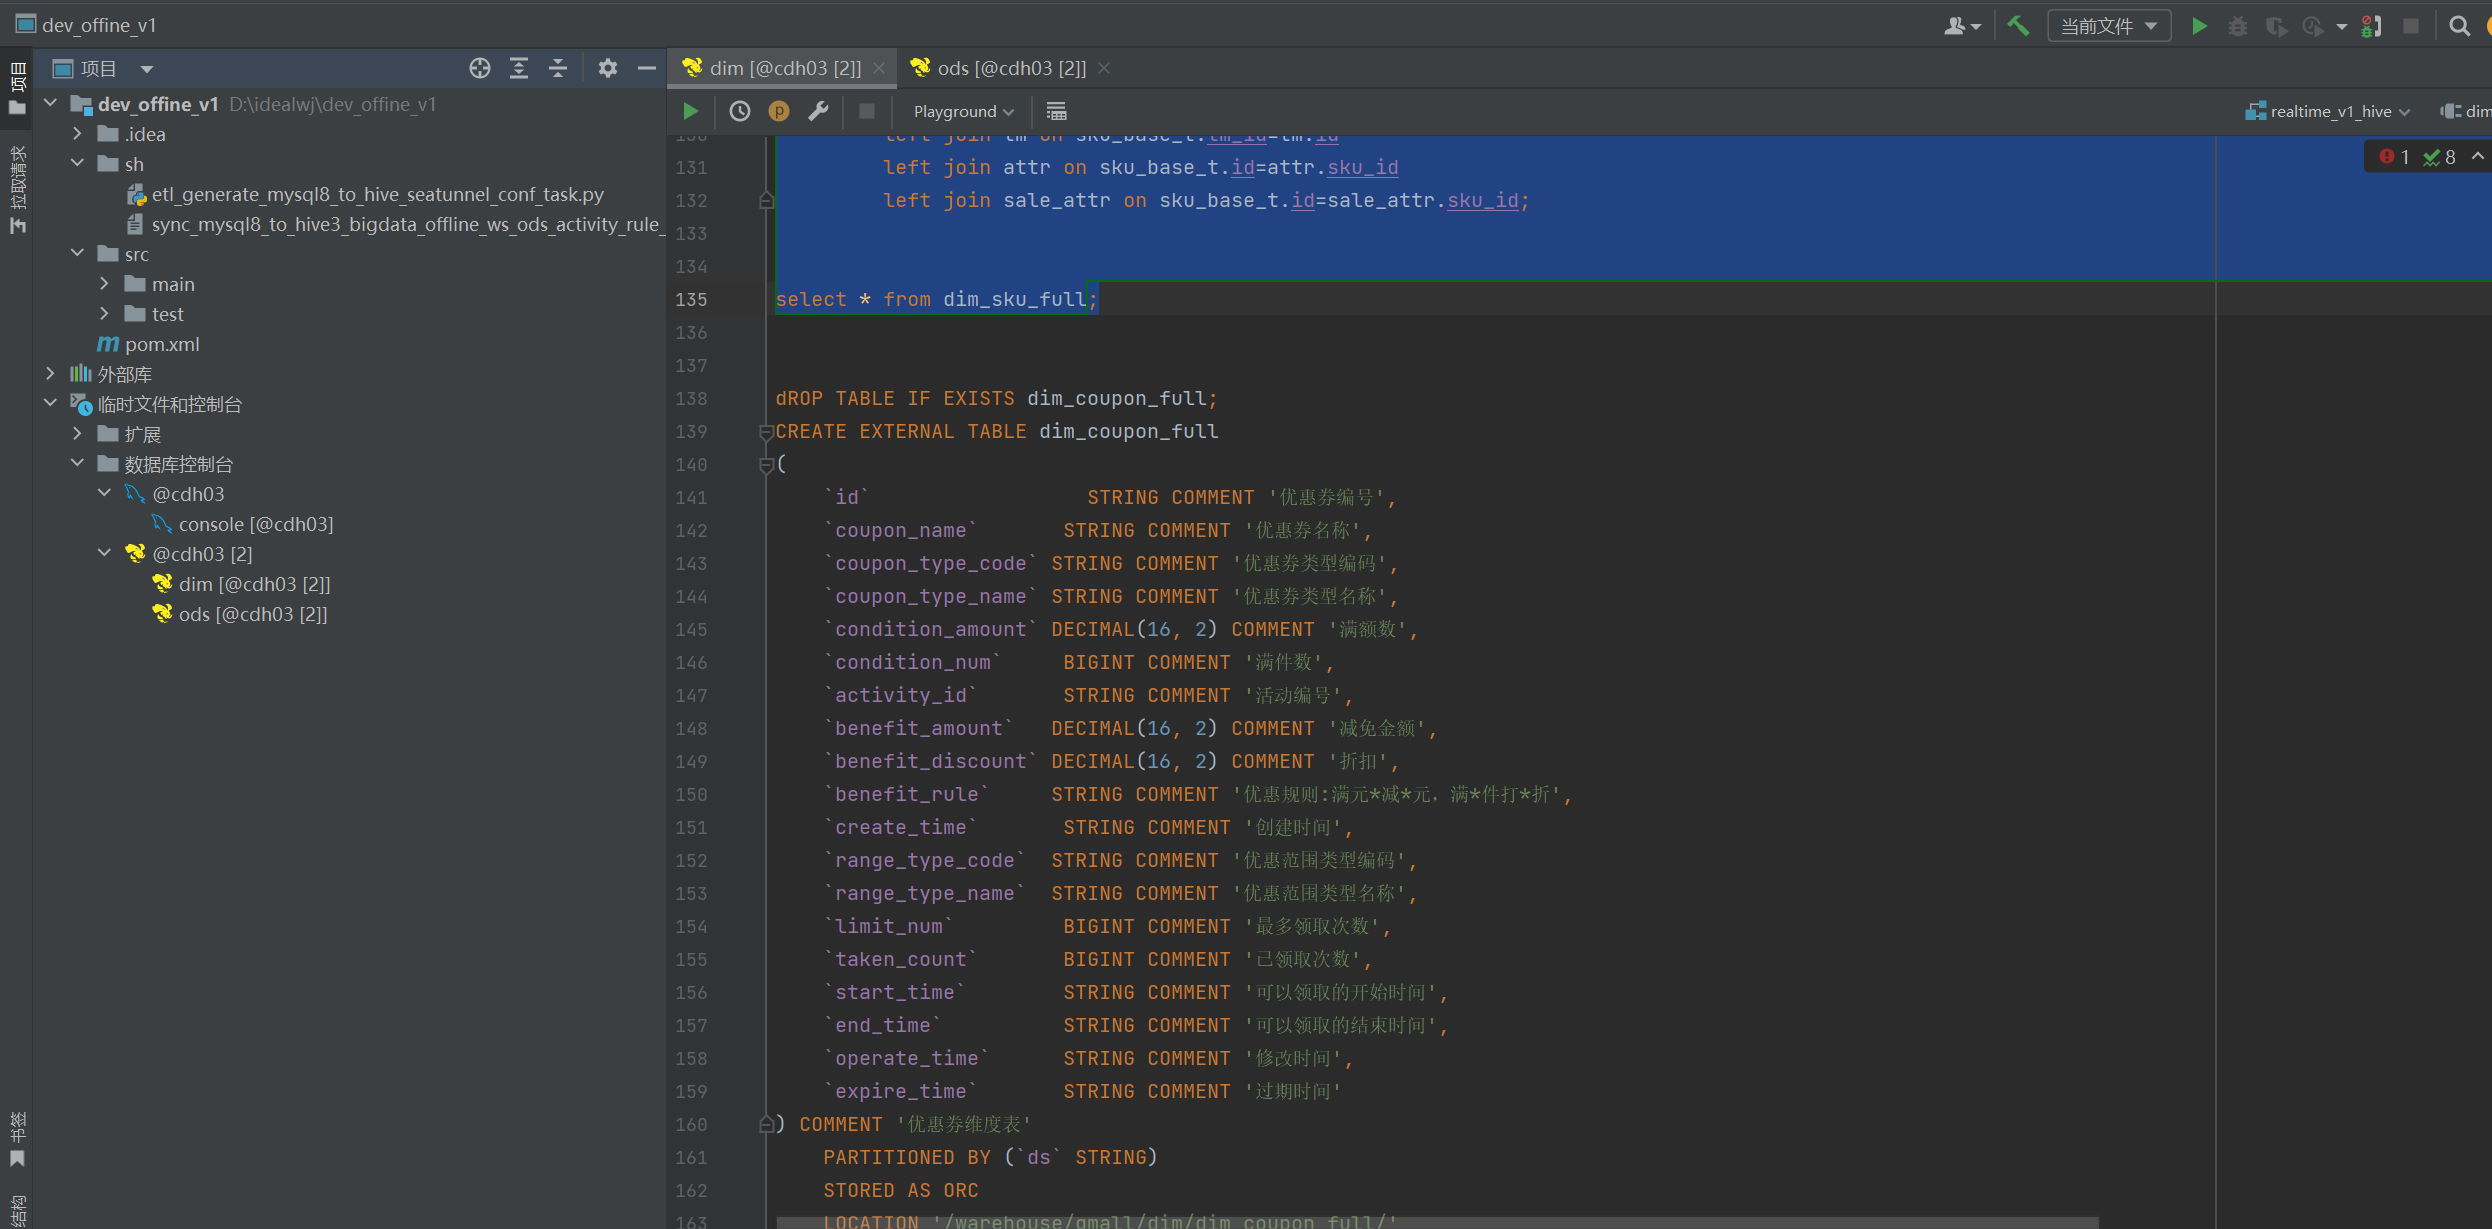 dev_offine_v1
当前文件
项目
dim [@cdh03 [2]]
ods [@cdh03 [2]]
项目
dev_offine_v1 D:\idealwj\dev_offine_v1
.idea
sh
etl_generate_mysql8_to_hive_seatunnel_conf_task.py
sync_mysql8_to_hive3_bigdata_offline_ws_ods_activity_rule_
src
main
test
pom.xml
外部库
临时文件和控制台
扩展
数据库控制台
@cdh03
console [@cdh03]
@cdh03 [2]
dim [@cdh03 [2]]
ods [@cdh03 [2]]
拉取请求
书签
结构
Playground
realtime_v1_hive
dim
1 8
130 left join tm on sku_base_t.tm_id=tm.id
131 left join attr on sku_base_t.id=attr.sku_id
132 left join sale_attr on sku_base_t.id=sale_attr.sku_id;
133
134
135 select * from dim_sku_full;
136
137
138 dROP TABLE IF EXISTS dim_coupon_full;
139 CREATE EXTERNAL TABLE dim_coupon_full
140 (
141 `id` STRING COMMENT '优惠券编号',
142 `coupon_name` STRING COMMENT '优惠券名称',
143 `coupon_type_code` STRING COMMENT '优惠券类型编码',
144 `coupon_type_name` STRING COMMENT '优惠券类型名称',
145 `condition_amount` DECIMAL(16, 2) COMMENT '满额数',
146 `condition_num` BIGINT COMMENT '满件数',
147 `activity_id` STRING COMMENT '活动编号',
148 `benefit_amount` DECIMAL(16, 2) COMMENT '减免金额',
149 `benefit_discount` DECIMAL(16, 2) COMMENT '折扣',
150 `benefit_rule` STRING COMMENT '优惠规则:满元*减*元，满*件打*折',
151 `create_time` STRING COMMENT '创建时间',
152 `range_type_code` STRING COMMENT '优惠范围类型编码',
153 `range_type_name` STRING COMMENT '优惠范围类型名称',
154 `limit_num` BIGINT COMMENT '最多领取次数',
155 `taken_count` BIGINT COMMENT '已领取次数',
156 `start_time` STRING COMMENT '可以领取的开始时间',
157 `end_time` STRING COMMENT '可以领取的结束时间',
158 `operate_time` STRING COMMENT '修改时间',
159 `expire_time` STRING COMMENT '过期时间'
160 ) COMMENT '优惠券维度表'
161 PARTITIONED BY (`ds` STRING)
162 STORED AS ORC
163 LOCATION '/warehouse/gmall/dim/dim_coupon_full/'